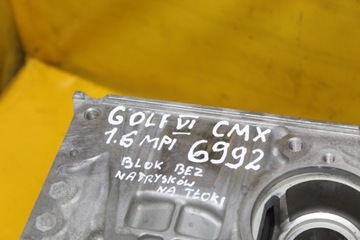 GOLF VI CMX
1.6 MPI 6992
BLOK BEZ
NATRYSKÓW
NA TŁOKI